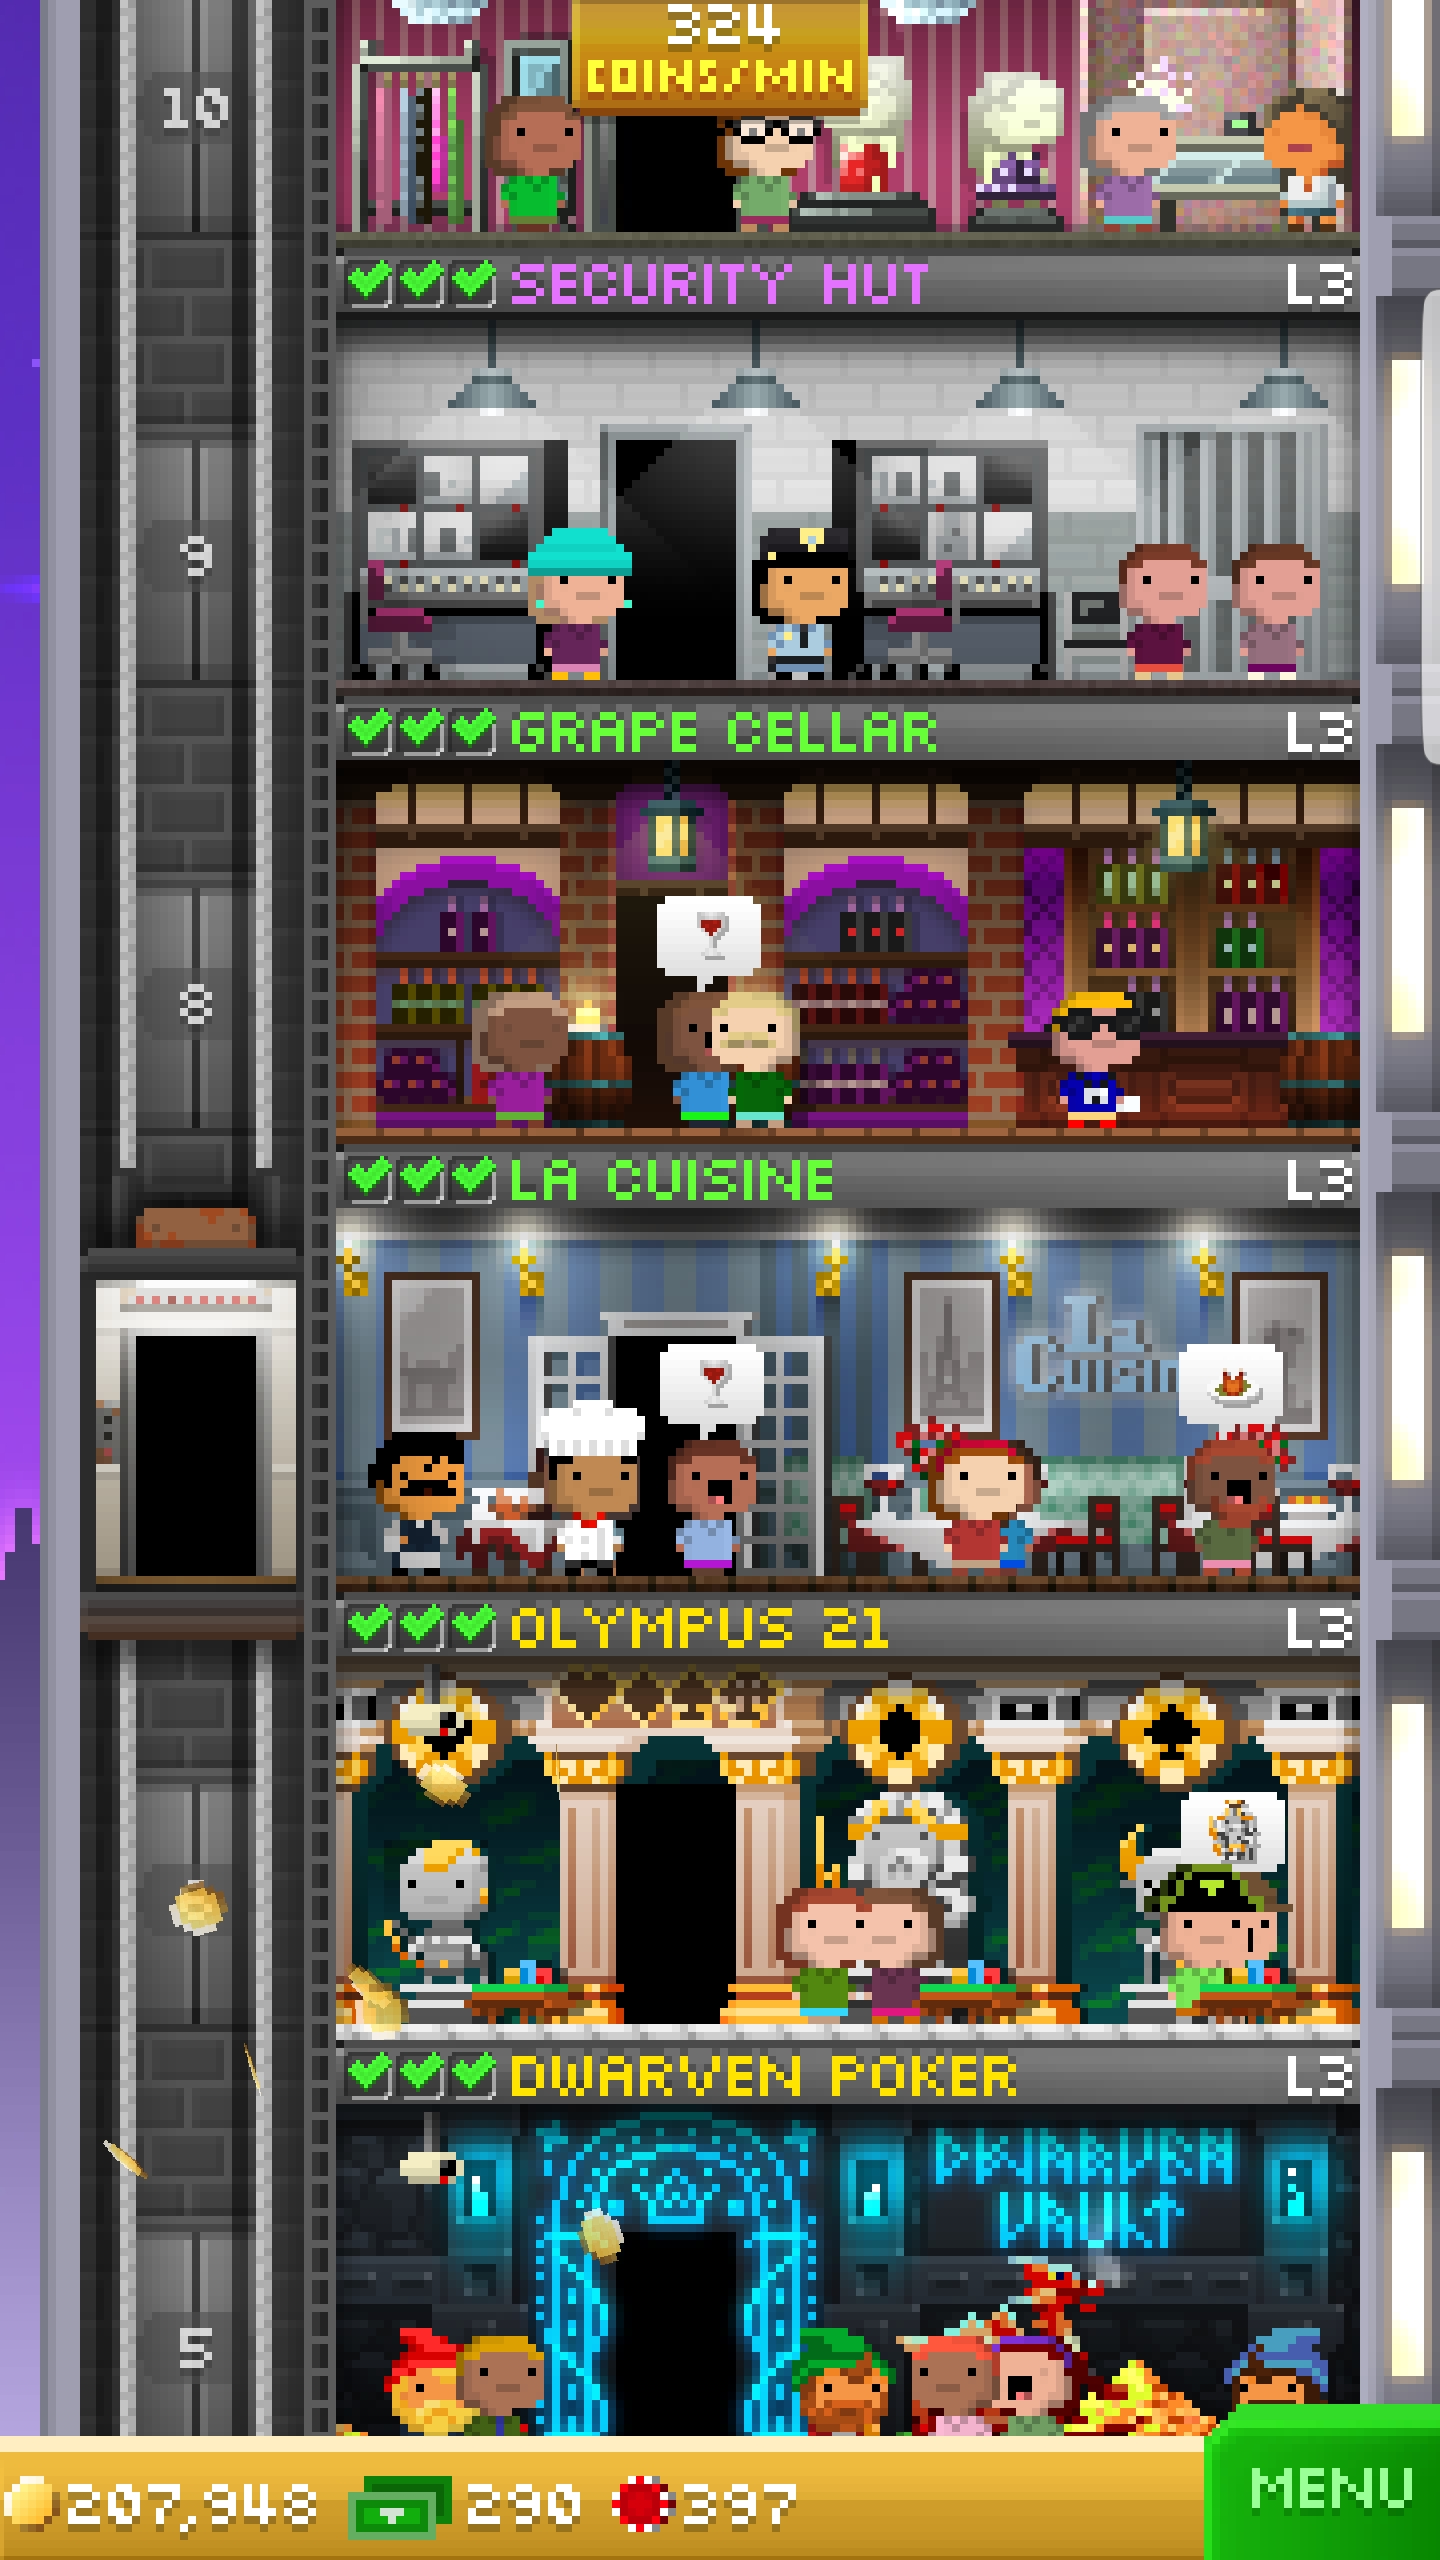 324
COINS/MIN
10
SECURITY HUT L3
9
GRAPE CELLAR L3
8
LA CUISINE L3
La
Cuisin
OLYMPUS 21 L3
DWARVEN POKER L3
DWARVEN
VAULT
5
207,948 290 397
MENU